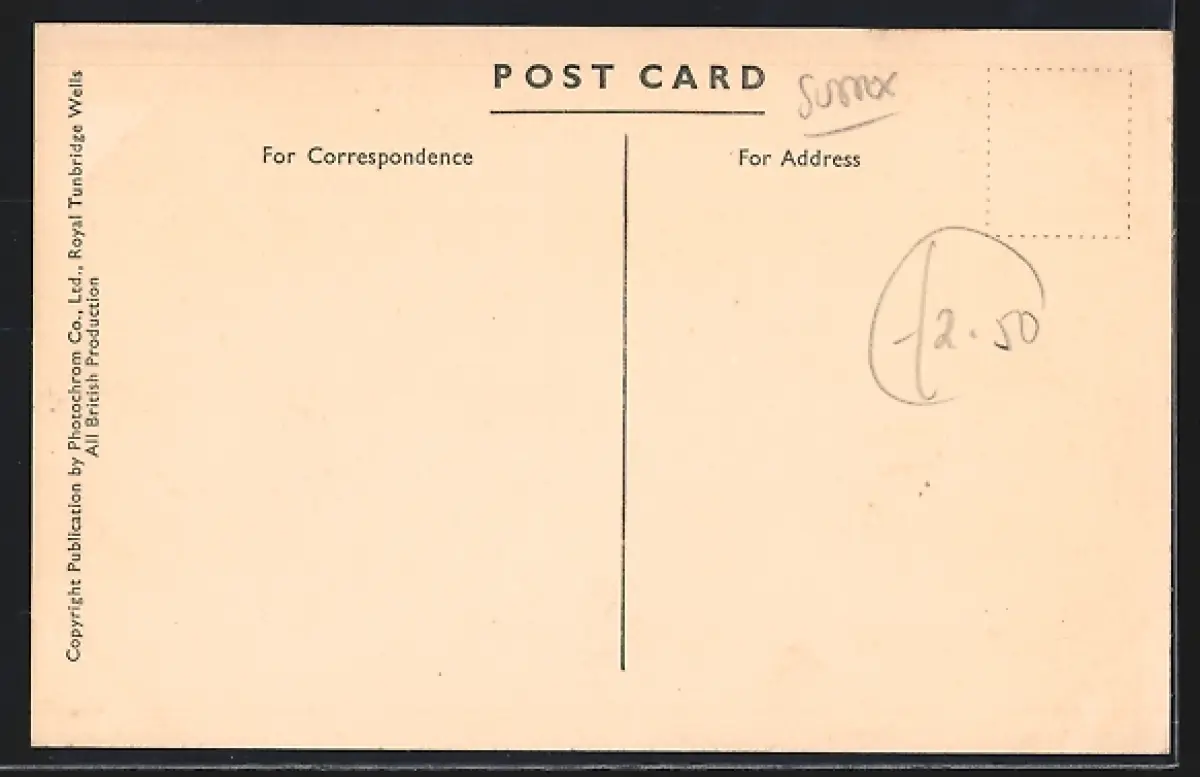 POST CARD
Sussex
For Correspondence
For Address
£2.50
Copyright Publication by Photochrom Co., Ltd., Royal Tunbridge Wells
All British Production